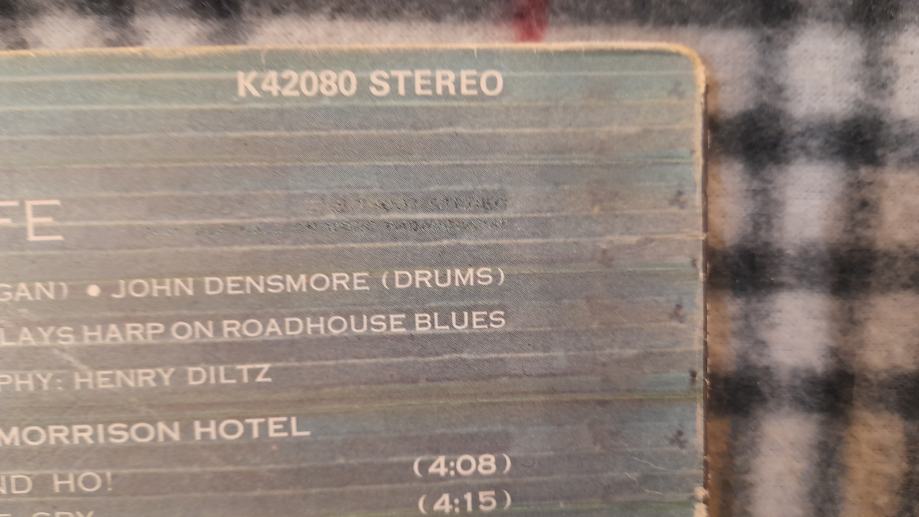 K42080 STEREO
FE
GAN) • JOHN DENSMORE (DRUMS)
LAYS HARP ON ROADHOUSE BLUES
PHY: HENRY DILTZ
MORRISON HOTEL
ND HO! (4:08)
(4:15)